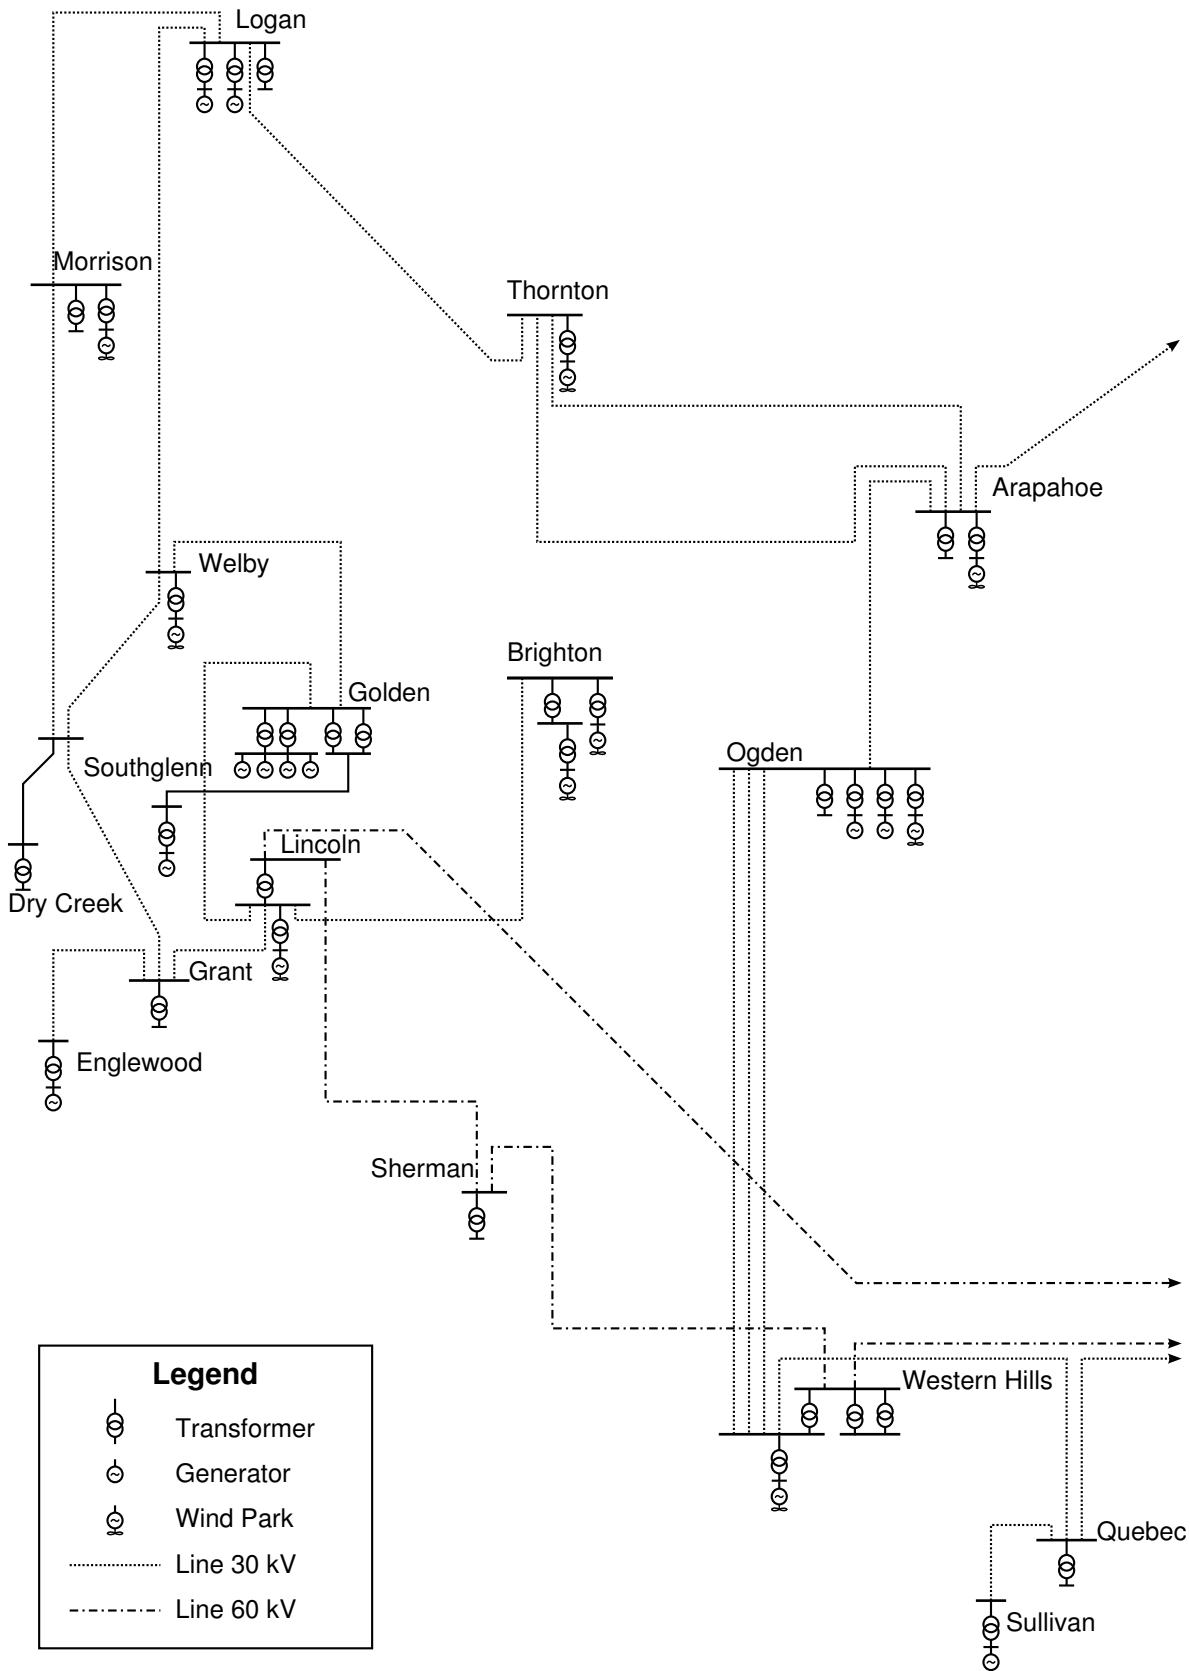 Logan
Morrison
Thornton
Arapahoe
Welby
Brighton
Golden
Ogden
Southglenn
Lincoln
Dry Creek
Grant
Englewood
Sherman
Western Hills
Quebec
Sullivan
Legend
Transformer
Generator
Wind Park
Line 30 kV
Line 60 kV